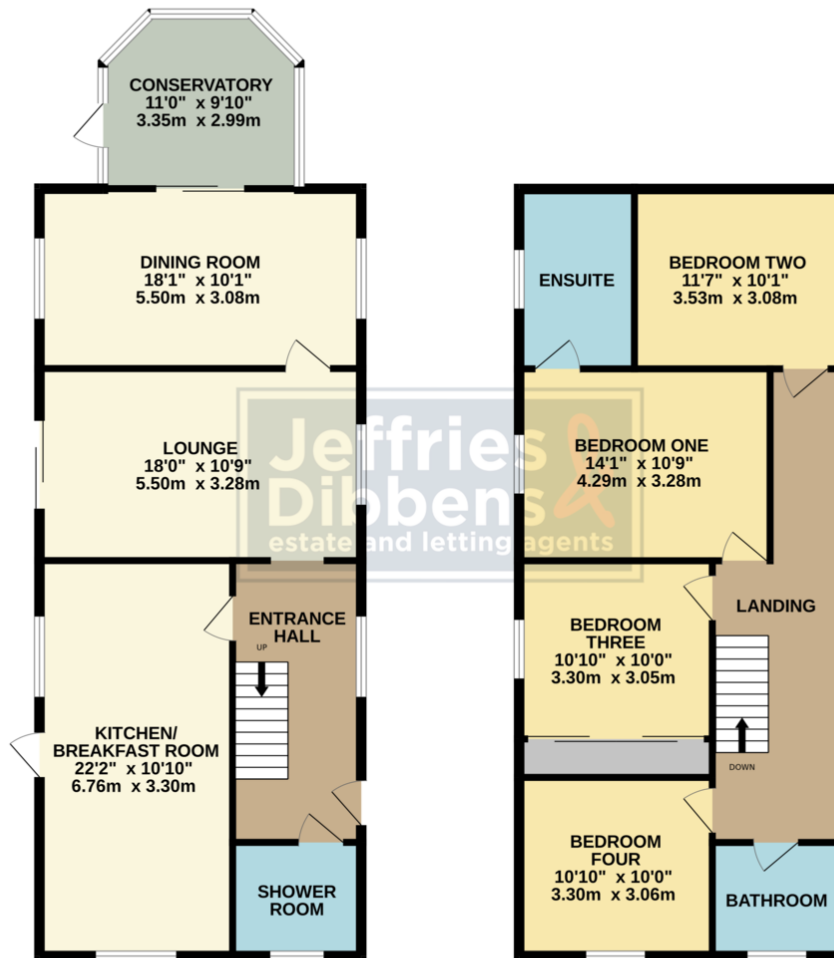 CONSERVATORY
11'0" x 9'10"
3.35m x 2.99m
DINING ROOM
18'1" x 10'1"
5.50m x 3.08m
LOUNGE
18'0" x 10'9"
5.50m x 3.28m
ENTRANCE
HALL
UP
KITCHEN/
BREAKFAST ROOM
22'2" x 10'10"
6.76m x 3.30m
SHOWER
ROOM
ENSUITE
BEDROOM TWO
11'7" x 10'1"
3.53m x 3.08m
BEDROOM ONE
14'1" x 10'9"
4.29m x 3.28m
BEDROOM
THREE
10'10" x 10'0"
3.30m x 3.05m
LANDING
DOWN
BEDROOM
FOUR
10'10" x 10'0"
3.30m x 3.06m
BATHROOM
Jeffries
Dibbens
estate and letting agents